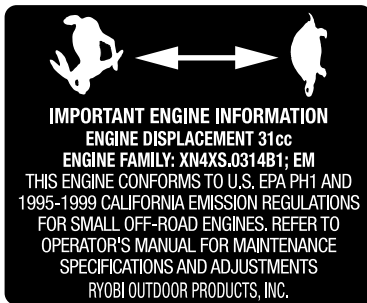 IMPORTANT ENGINE INFORMATION
ENGINE DISPLACEMENT 31cc
ENGINE FAMILY: XN4XS.0314B1; EM
THIS ENGINE CONFORMS TO U.S. EPA PH1 AND
1995-1999 CALIFORNIA EMISSION REGULATIONS
FOR SMALL OFF-ROAD ENGINES. REFER TO
OPERATOR'S MANUAL FOR MAINTENANCE
SPECIFICATIONS AND ADJUSTMENTS
RYOBI OUTDOOR PRODUCTS, INC.